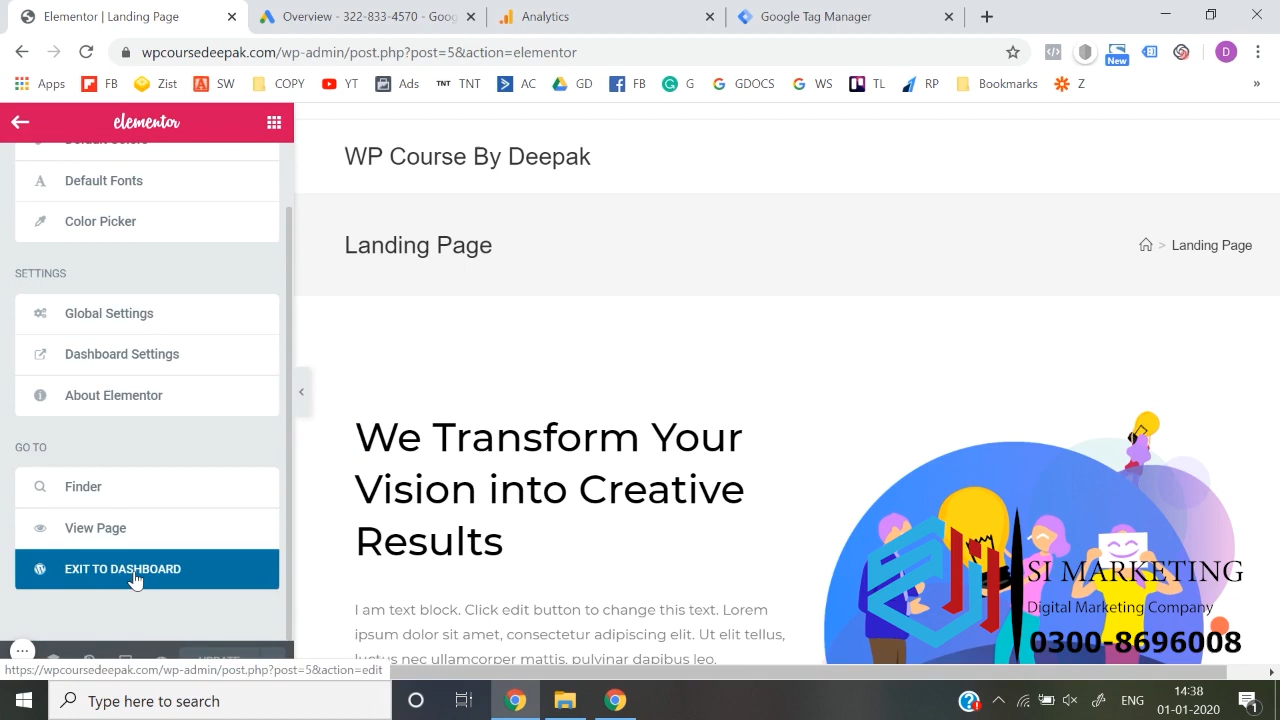 Elementor | Landing Page
Overview - 322-833-4570 - Goog
Analytics
Google Tag Manager
wpcoursedeepak.com/wp-admin/post.php?post=5&action=elementor
New
D
Apps
FB
Zist
SW
COPY
YT
Ads
TNT
TNT
AC
GD
FB
G
GDOCS
WS
TL
RP
Bookmarks
Z
elementor
Default Fonts
Color Picker
SETTINGS
Global Settings
Dashboard Settings
About Elementor
GO TO
Finder
View Page
EXIT TO DASHBOARD
WP Course By Deepak
Landing Page
> Landing Page
We Transform Your
Vision into Creative
Results
I am text block. Click edit button to change this text. Lorem
ipsum dolor sit amet, consectetur adipiscing elit. Ut elit tellus,
luctus nec ullamcorper mattis, pulvinar dapibus leo.
SI MARKETING
Digital Marketing Company
0300-8696008
https://wpcoursedeepak.com/wp-admin/post.php?post=5&action=edit
Type here to search
ENG
14:38
01-01-2020
1